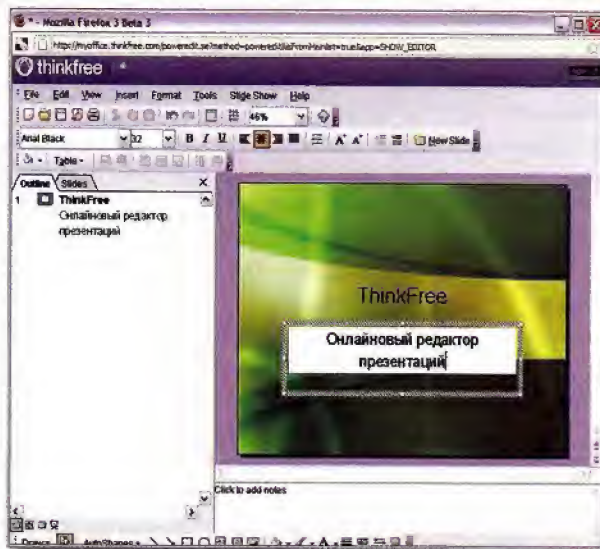 * - Mozilla Firefox 3 Beta 3
thinkfree
File Edit View Insert Format Tools Slide Show Help
46%
Arial Black 32 B I U A A New Slide
Table
Outline Slides X
1 ThinkFree
Онлайновый редактор
презентаций
ThinkFree
Онлайновый редактор
презентаций
Click to add notes
AutoShapes A